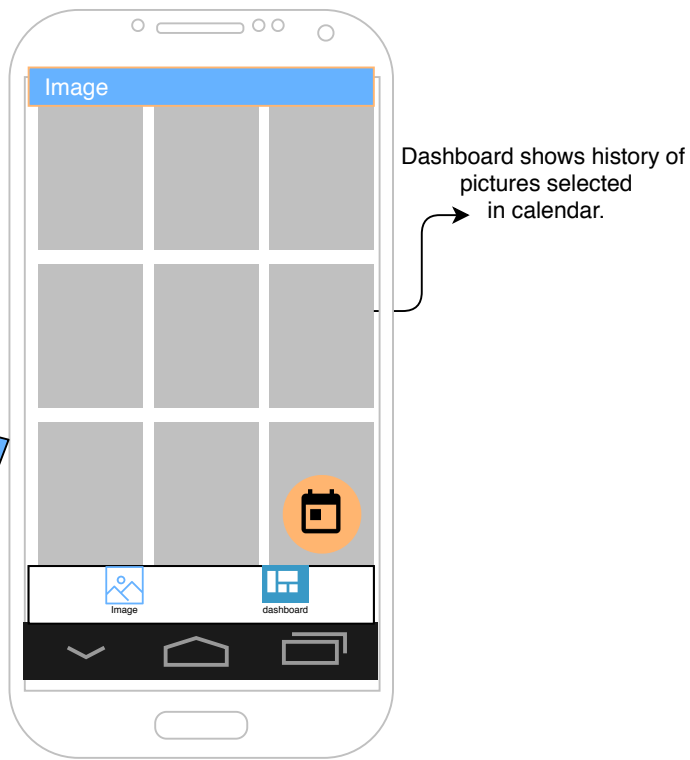 Image
Dashboard shows history of
pictures selected
in calendar.
Image
dashboard